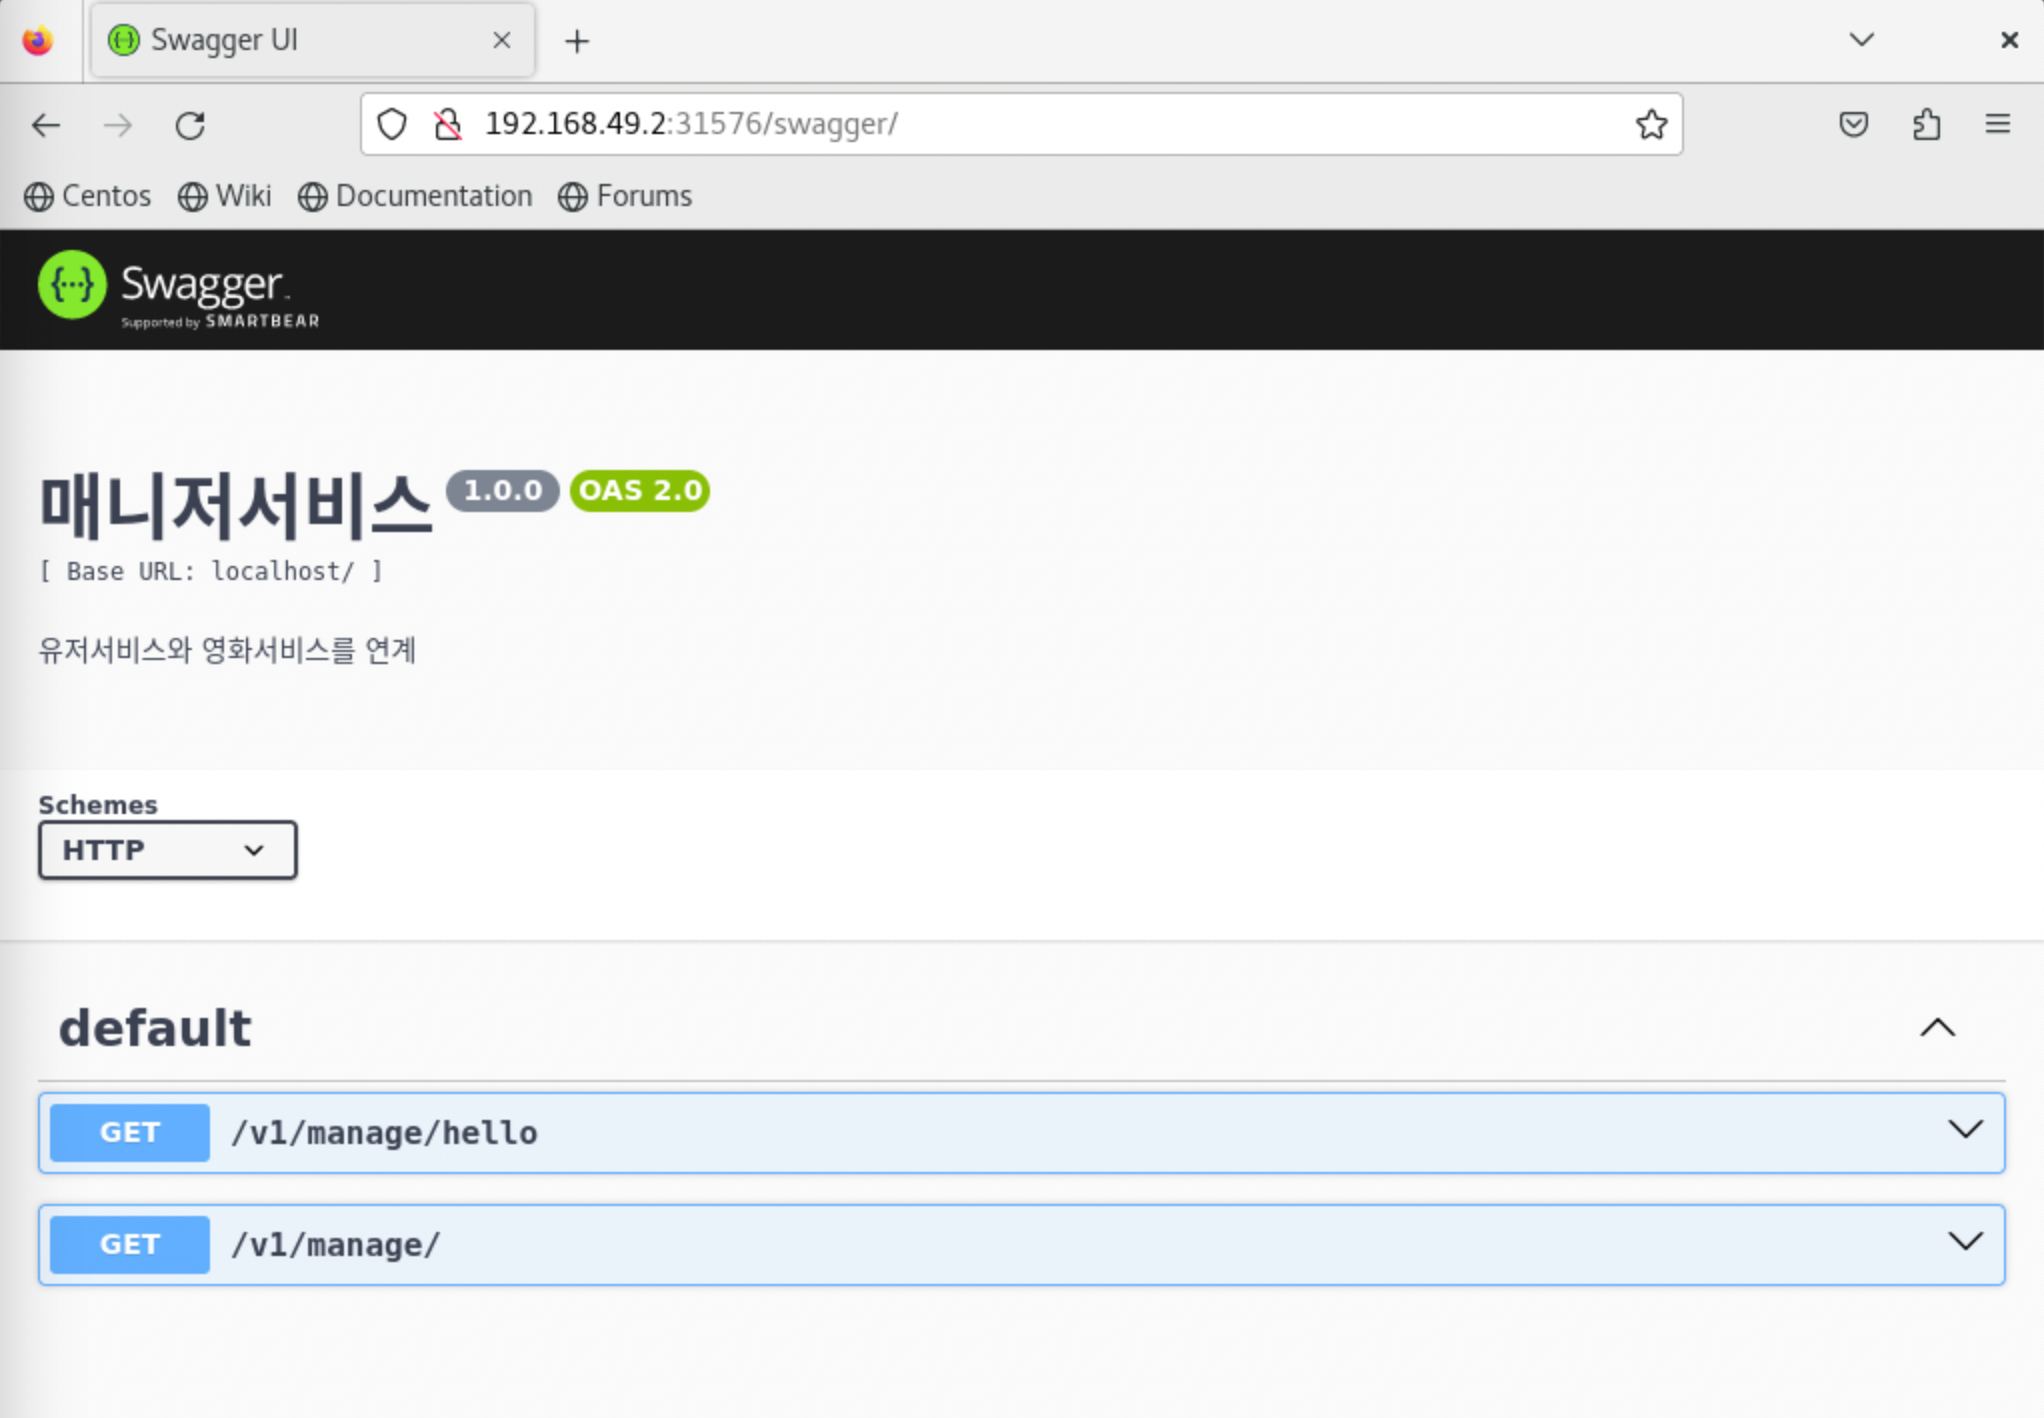 Swagger UI
192.168.49.2:31576/swagger/
Centos Wiki Documentation Forums
{...} Swagger
Supported by SMARTBEAR
매니저서비스 1.0.0 OAS 2.0
[ Base URL: localhost/ ]
유저서비스와 영화서비스를 연계
Schemes
HTTP
default
GET /v1/manage/hello
GET /v1/manage/